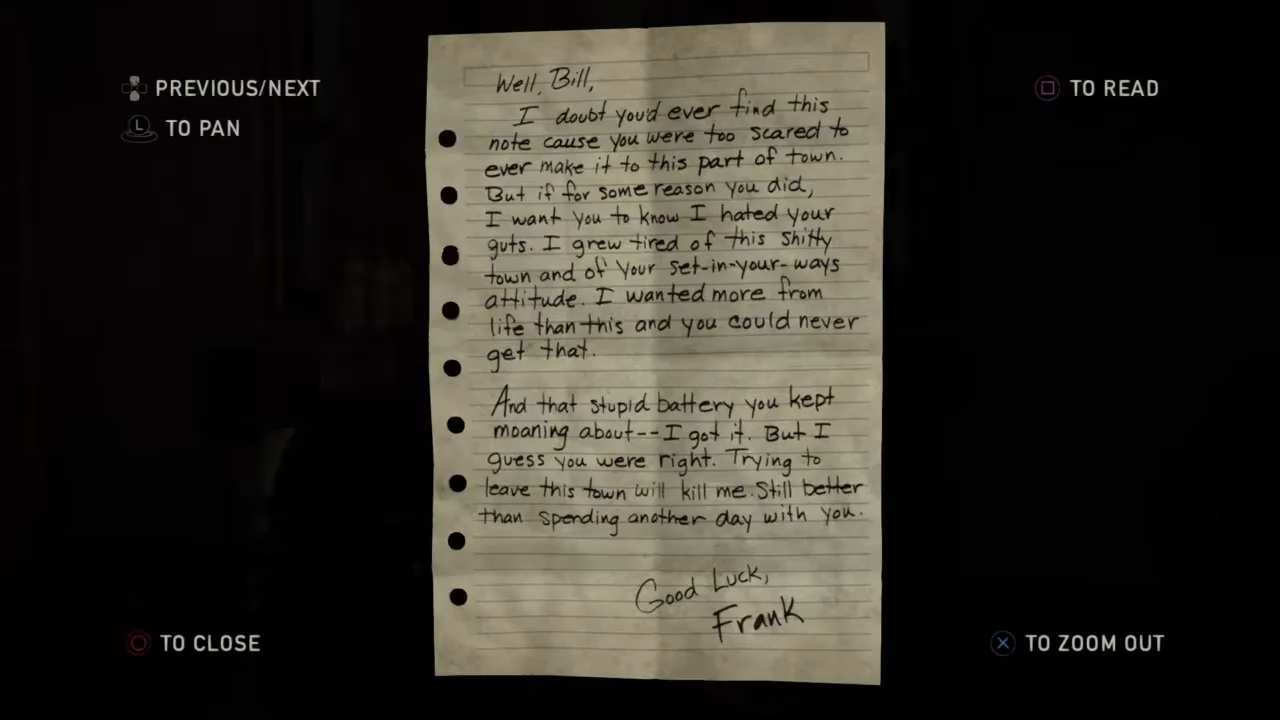 PREVIOUS/NEXT
L TO PAN
TO READ
Well, Bill,
I doubt you'd ever find this
note cause you were too scared to
ever make it to this part of town.
But if for some reason you did,
I want you to know I hated your
guts. I grew tired of this shitty
town and of your set-in-your-ways
attitude. I wanted more from
life than this and you could never
get that.
And that stupid battery you kept
moaning about--I got it. But I
guess you were right. Trying to
leave this town will kill me. Still better
than spending another day with you.
Good Luck,
Frank
TO CLOSE
TO ZOOM OUT